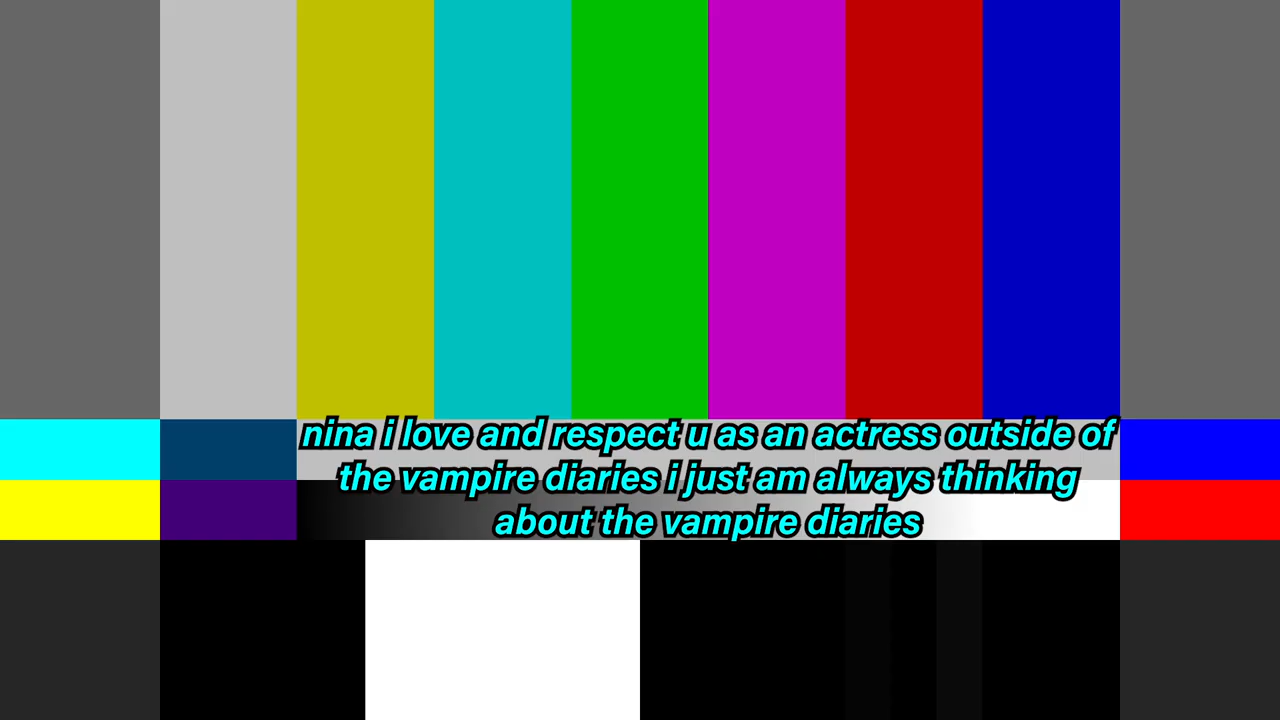 nina i love and respect u as an actress outside of
the vampire diaries i just am always thinking
about the vampire diaries